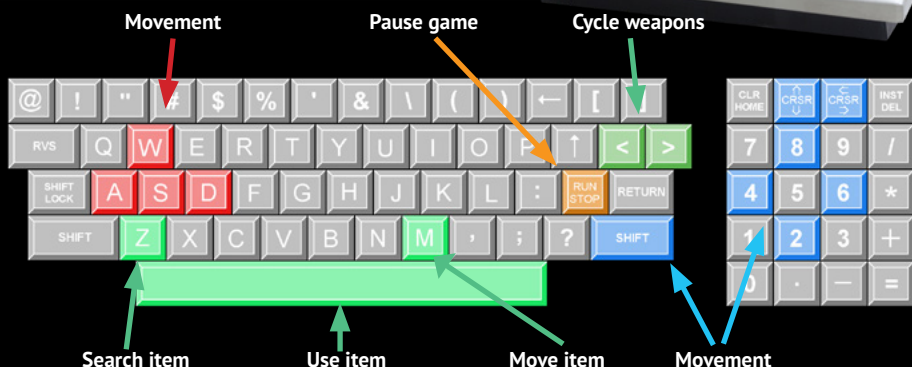 Movement Pause game Cycle weapons
@ ! " # $ % ' & \ ( ) ← [ ] CLR HOME ⇑ CRSR ⇓ ⊂ CRSR ⊃ INST DEL
RVS Q W E R T Y U I O P ↑ < > 7 8 9 /
SHIFT LOCK A S D F G H J K L : RUN STOP RETURN 4 5 6 *
SHIFT Z X C V B N M , ; ? SHIFT 1 2 3 +
0 . − =
Search item Use item Move item Movement